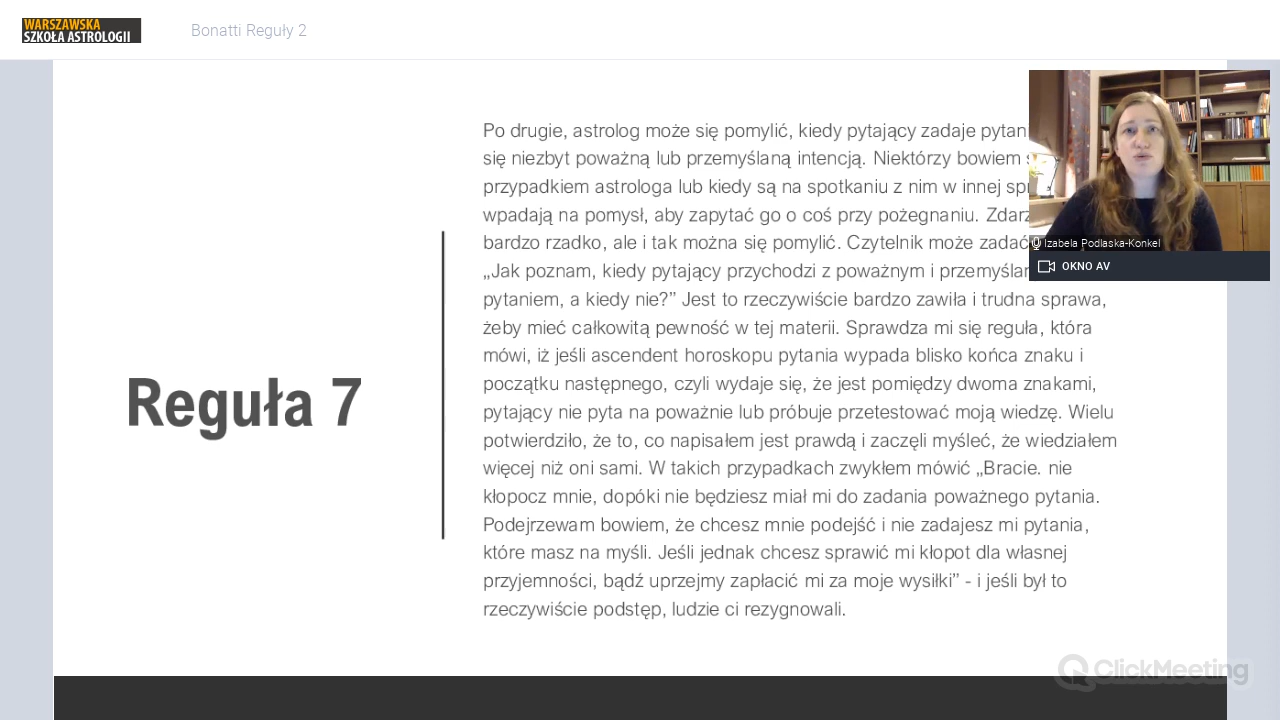 WARSZAWSKA
SZKOŁA ASTROLOGII
Bonatti Reguły 2
Reguła 7
Po drugie, astrolog może się pomylić, kiedy pytający zadaje
się niezbyt poważną lub przemyślaną intencją. Niektórzy bowiem
przypadkiem astrologa lub kiedy są na spotkaniu z nim w innej
wpadają na pomysł, aby zapytać go o coś przy pożegnaniu.
bardzo rzadko, ale i tak można się pomylić. Czytelnik może zadać
„Jak poznam, kiedy pytający przychodzi z poważnym i
pytaniem, a kiedy nie?” Jest to rzeczywiście bardzo zawiła i trudna sprawa,
żeby mieć całkowitą pewność w tej materii. Sprawdza mi się reguła, która
mówi, iż jeśli ascendent horoskopu pytania wypada blisko końca znaku i
początku następnego, czyli wydaje się, że jest pomiędzy dwoma znakami,
pytający nie pyta na poważnie lub próbuje przetestować moją wiedzę. Wielu
potwierdziło, że to, co napisałem jest prawdą i zaczęli myśleć, że wiedziałem
więcej niż oni sami. W takich przypadkach zwykłem mówić „Bracie. nie
kłopocz mnie, dopóki nie będziesz miał mi do zadania poważnego pytania.
Podejrzewam bowiem, że chcesz mnie podejść i nie zadajesz mi pytania,
które masz na myśli. Jeśli jednak chcesz sprawić mi kłopot dla własnej
przyjemności, bądź uprzejmy zapłacić mi za moje wysiłki” - i jeśli był to
rzeczywiście podstęp, ludzie ci rezygnowali.
Izabela Podlaska-Konkel
OKNO AV
ClickMeeting